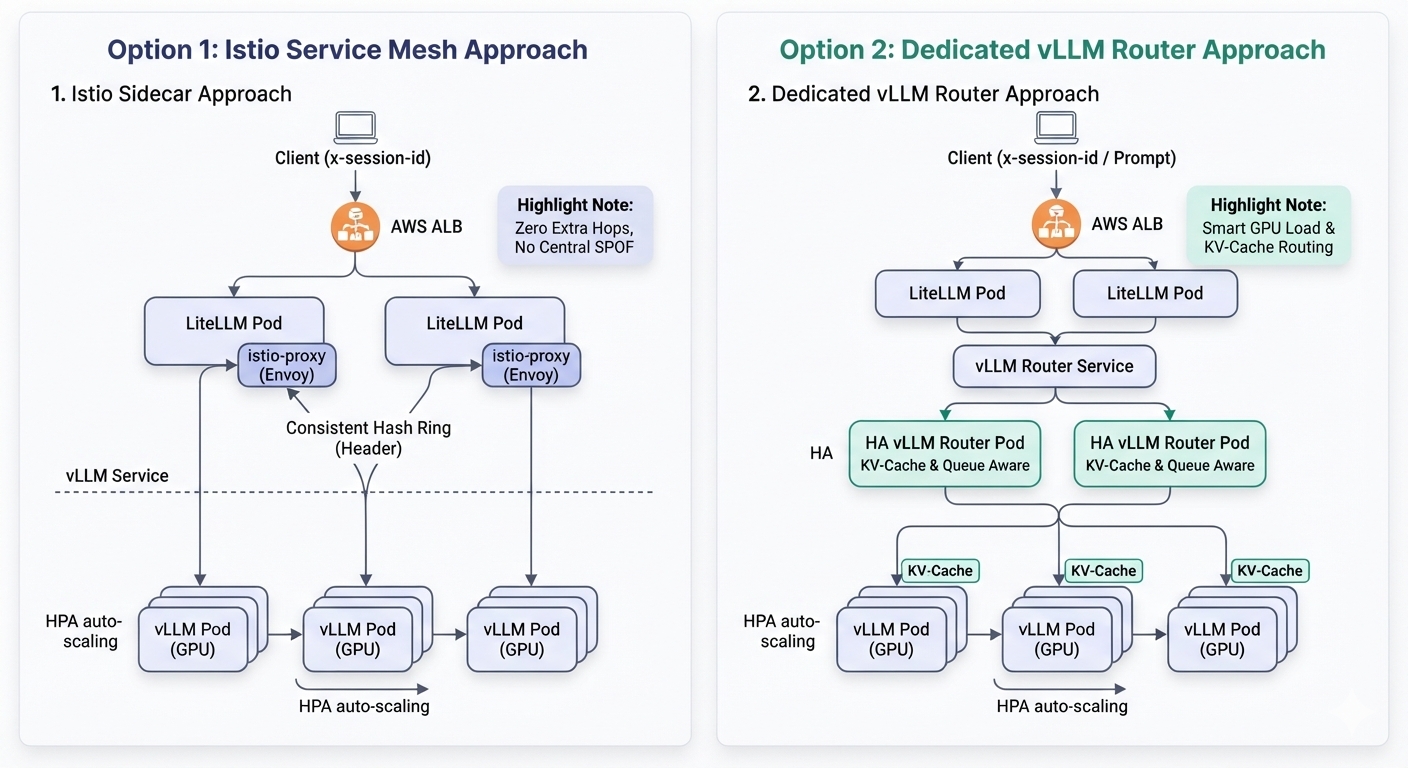 Option 1: Istio Service Mesh Approach
1. Istio Sidecar Approach
Client (x-session-id)
AWS ALB
Highlight Note:
Zero Extra Hops,
No Central SPOF
LiteLLM Pod
LiteLLM Pod
istio-proxy
(Envoy)
istio-proxy
(Envoy)
Consistent Hash Ring
(Header)
vLLM Service
HPA auto-
scaling
vLLM Pod
(GPU)
vLLM Pod
(GPU)
vLLM Pod
(GPU)
HPA auto-scaling
Option 2: Dedicated vLLM Router Approach
2. Dedicated vLLM Router Approach
Client (x-session-id / Prompt)
AWS ALB
Highlight Note:
Smart GPU Load &
KV-Cache Routing
LiteLLM Pod
LiteLLM Pod
vLLM Router Service
HA
HA vLLM Router Pod
KV-Cache & Queue Aware
HA vLLM Router Pod
KV-Cache & Queue Aware
KV-Cache
KV-Cache
KV-Cache
HPA auto-
scaling
vLLM Pod
(GPU)
vLLM Pod
(GPU)
vLLM Pod
(GPU)
HPA auto-scaling